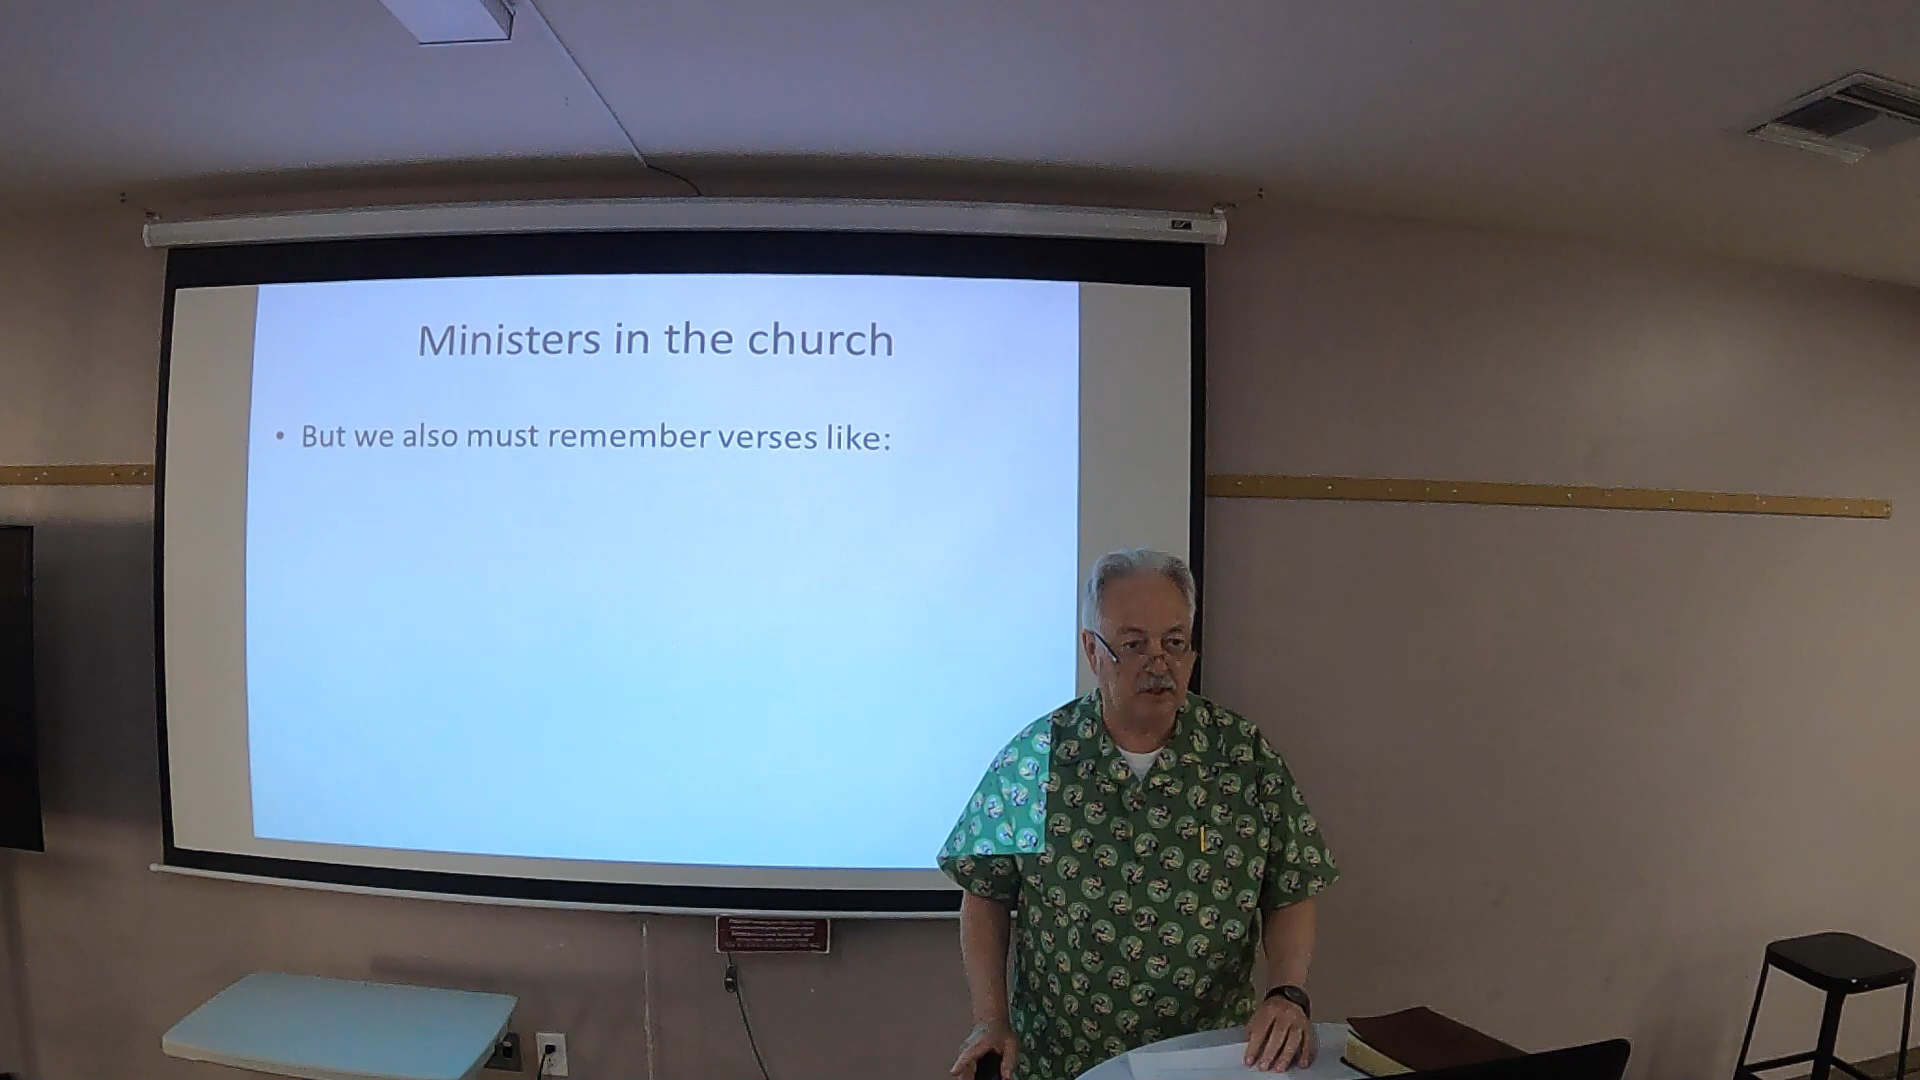 Ministers in the church
• But we also must remember verses like: